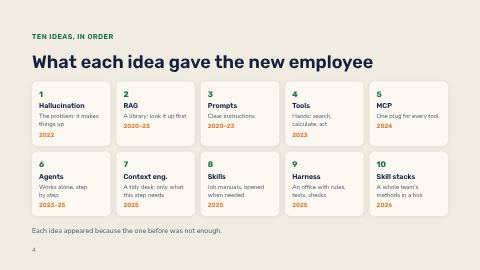 TEN IDEAS, IN ORDER
What each idea gave the new employee
1
Hallucination
The problem: it makes
things up
2022
2
RAG
A library: look it up first
2020–23
3
Prompts
Clear instructions
2020–23
4
Tools
Hands: search,
calculate, act
2023
5
MCP
One plug for every tool
2024
6
Agents
Works alone, step
by step
2023–25
7
Context eng.
A tidy desk: only what
this step needs
2025
8
Skills
Job manuals, opened
when needed
2025
9
Harness
An office with rules,
tests, checks
2025
10
Skill stacks
A whole team's
methods in a box
2026
Each idea appeared because the one before was not enough.
4